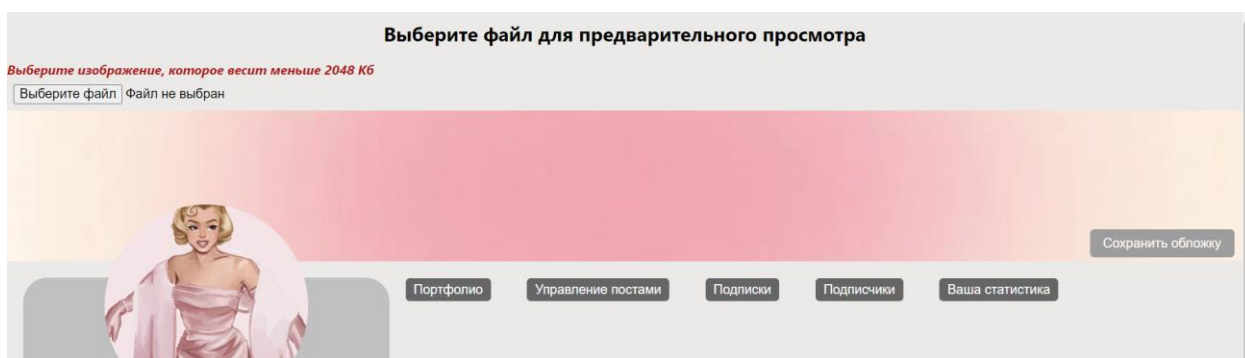 Выберите файл для предварительного просмотра
Выберите изображение, которое весит меньше 2048 Кб
Выберите файл Файл не выбран
Сохранить обложку
Портфолио Управление постами Подписки Подписчики Ваша статистика